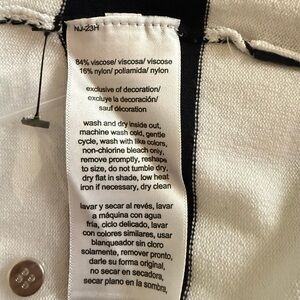 NJ-23H
84% viscose/ viscosa/ viscose
16% nylon/ poliamida/ nylon
exclusive of decoration/
excluye la decoración/
sauf décoration
wash and dry inside out,
machine wash cold, gentle
cycle, wash with like colors,
non-chlorine bleach only,
remove promptly, reshape
to size, do not tumble dry,
dry flat in shade, low heat
iron if necessary, dry clean
lavar y secar al revés, lavar
a máquina con agua
fría, ciclo delicado, lavar
con colores similares, usar
blanqueador sin cloro
solamente, remover pronto,
darle su forma original,
no secar en secadora,
secar plano en la sombra,